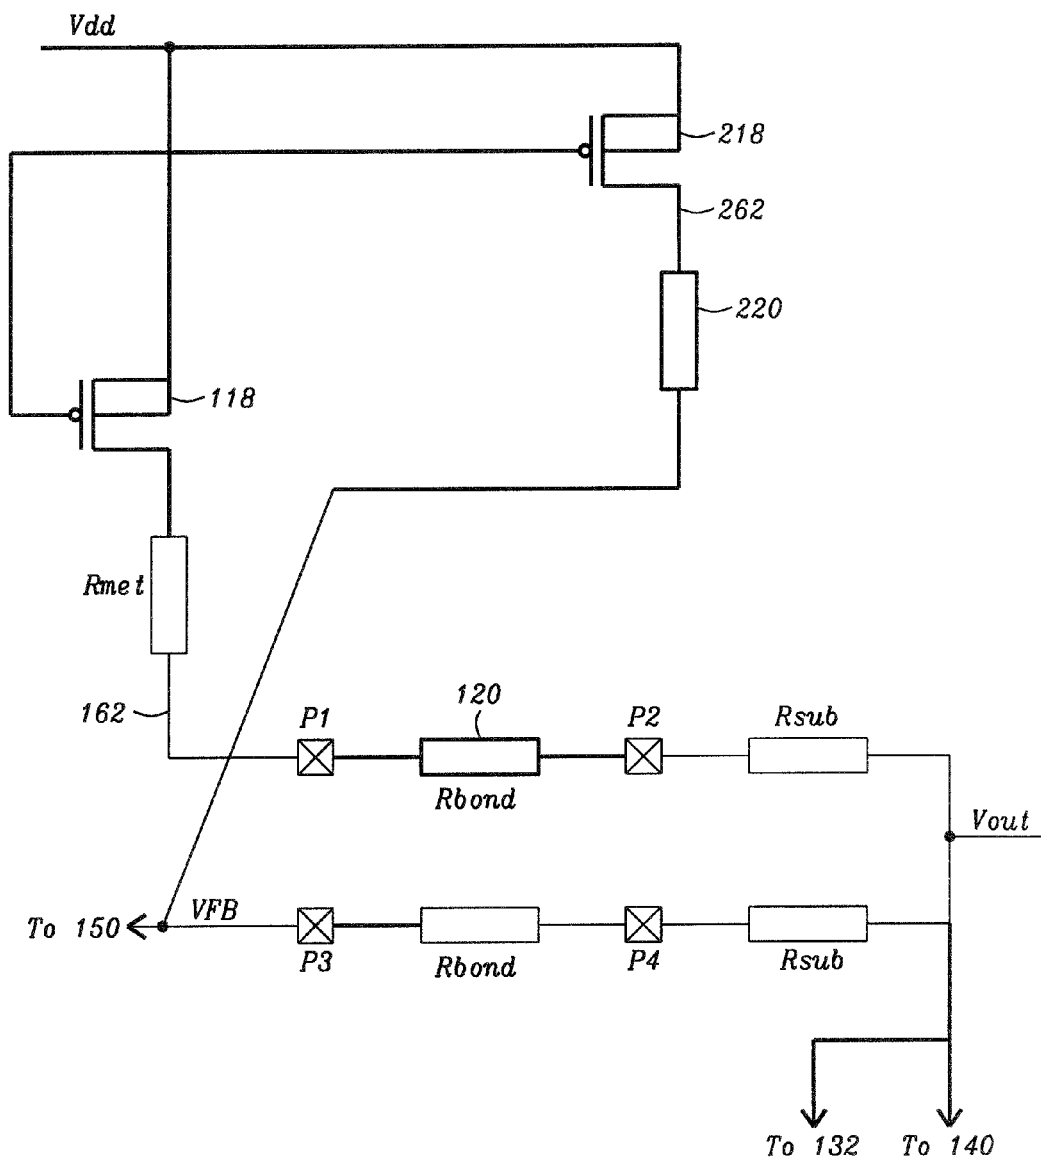 Vdd
218
262
220
118
Rmet
162
P1
120
Rbond
P2
Rsub
Vout
To 150
VFB
P3
Rbond
P4
Rsub
To 132
To 140